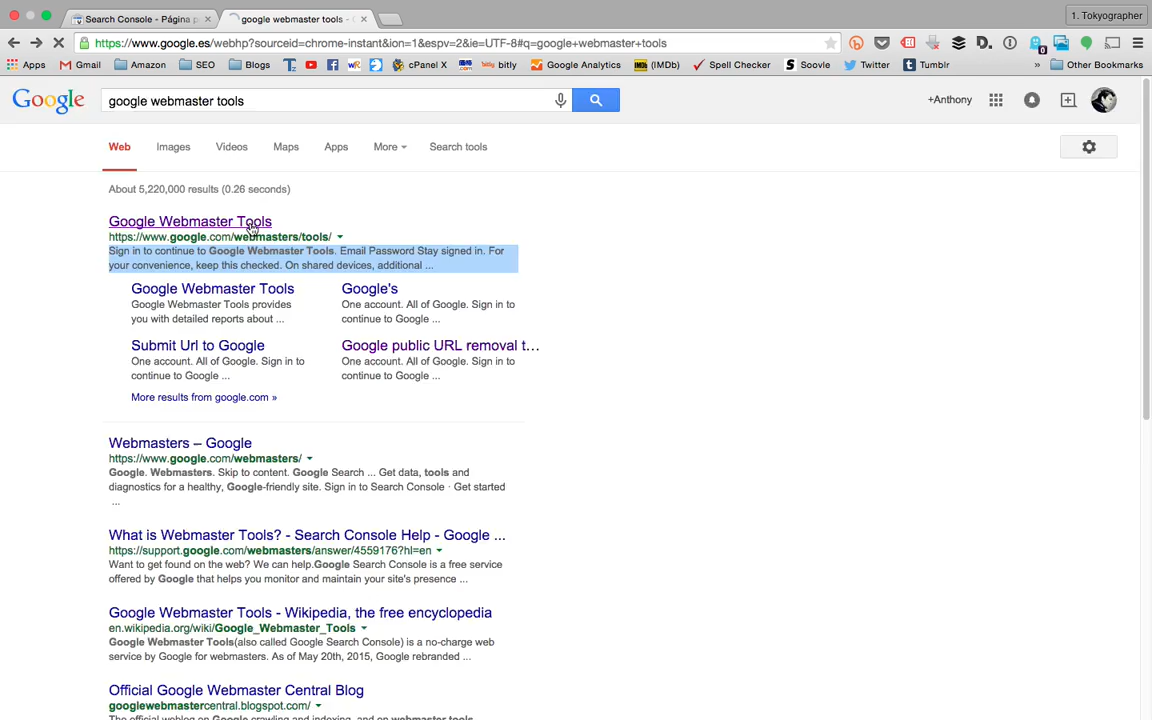 Search Console - Página p
google webmaster tools -
1. Tokyographer
https://www.google.es/webhp?sourceid=chrome-instant&ion=1&espv=2&ie=UTF-8#q=google+webmaster+tools
Apps Gmail Amazon SEO Blogs cPanel X bitly Google Analytics (IMDb) Spell Checker Soovle Twitter Tumblr » Other Bookmarks
Google google webmaster tools +Anthony
Web Images Videos Maps Apps More Search tools
About 5,220,000 results (0.26 seconds)
Google Webmaster Tools
https://www.google.com/webmasters/tools/
Sign in to continue to Google Webmaster Tools. Email Password Stay signed in. For
your convenience, keep this checked. On shared devices, additional ...
Google Webmaster Tools
Google Webmaster Tools provides
you with detailed reports about ...
Google's
One account. All of Google. Sign in to
continue to Google ...
Submit Url to Google
One account. All of Google. Sign in to
continue to Google ...
Google public URL removal t...
One account. All of Google. Sign in to
continue to Google ...
More results from google.com »
Webmasters – Google
https://www.google.com/webmasters/
Google. Webmasters. Skip to content. Google Search ... Get data, tools and
diagnostics for a healthy, Google-friendly site. Sign in to Search Console · Get started
...
What is Webmaster Tools? - Search Console Help - Google ...
https://support.google.com/webmasters/answer/4559176?hl=en
Want to get found on the web? We can help.Google Search Console is a free service
offered by Google that helps you monitor and maintain your site's presence ...
Google Webmaster Tools - Wikipedia, the free encyclopedia
en.wikipedia.org/wiki/Google_Webmaster_Tools
Google Webmaster Tools(also called Google Search Console) is a no-charge web
service by Google for webmasters. As of May 20th, 2015, Google rebranded ...
Official Google Webmaster Central Blog
googlewebmastercentral.blogspot.com/
The official weblog on Google crawling and indexing, and on webmaster tools